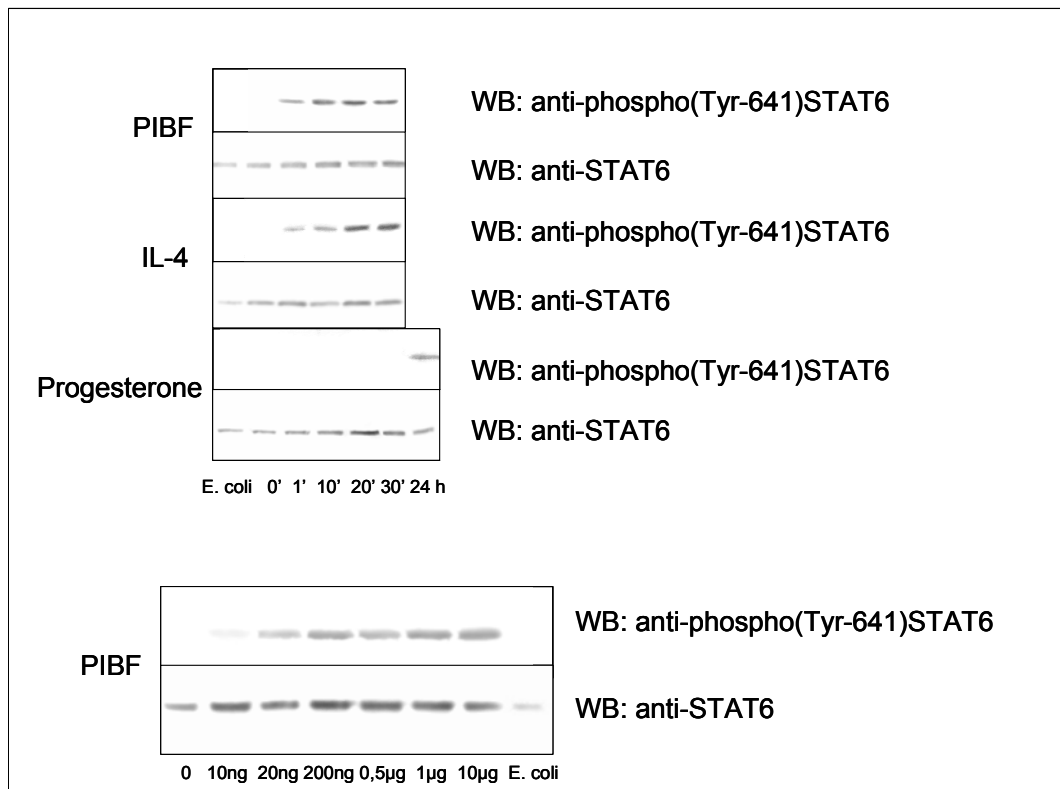 PIBF
WB: anti-phospho(Tyr-641)STAT6
WB: anti-STAT6
IL-4
WB: anti-phospho(Tyr-641)STAT6
WB: anti-STAT6
Progesterone
WB: anti-phospho(Tyr-641)STAT6
WB: anti-STAT6
E. coli 0’ 1’ 10’ 20’ 30’ 24 h
PIBF
WB: anti-phospho(Tyr-641)STAT6
WB: anti-STAT6
0 10ng 20ng 200ng 0,5µg 1µg 10µg E. coli